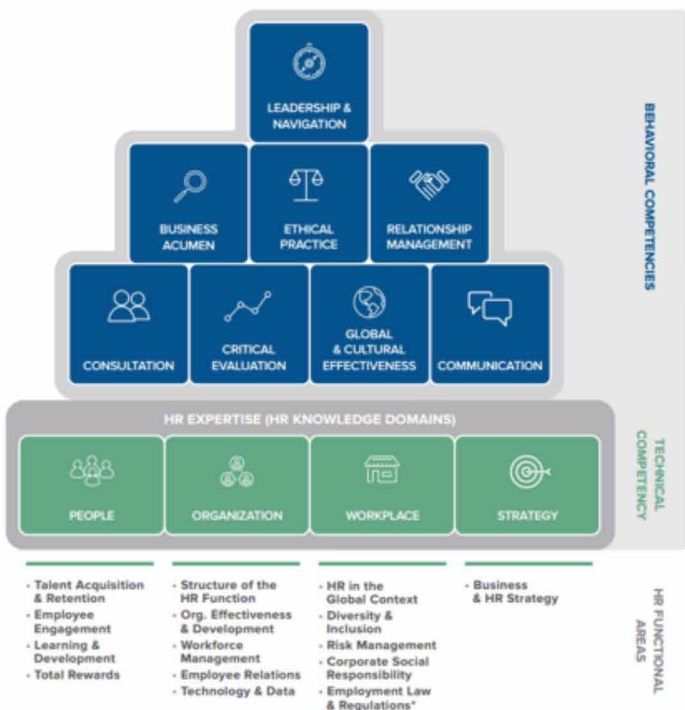 LEADERSHIP &
NAVIGATION
BUSINESS
ACUMEN
ETHICAL
PRACTICE
RELATIONSHIP
MANAGEMENT
CONSULTATION
CRITICAL
EVALUATION
GLOBAL
& CULTURAL
EFFECTIVENESS
COMMUNICATION
BEHAVIORAL COMPETENCIES
HR EXPERTISE (HR KNOWLEDGE DOMAINS)
PEOPLE
ORGANIZATION
WORKPLACE
STRATEGY
TECHNICAL
COMPETENCY
• Talent Acquisition
& Retention
• Employee
Engagement
• Learning &
Development
• Total Rewards
• Structure of the
HR Function
• Org. Effectiveness
& Development
• Workforce
Management
• Employee Relations
• Technology & Data
• HR in the
Global Context
• Diversity &
Inclusion
• Risk Management
• Corporate Social
Responsibility
• Employment Law
& Regulations*
• Business
& HR Strategy
HR FUNCTIONAL
AREAS